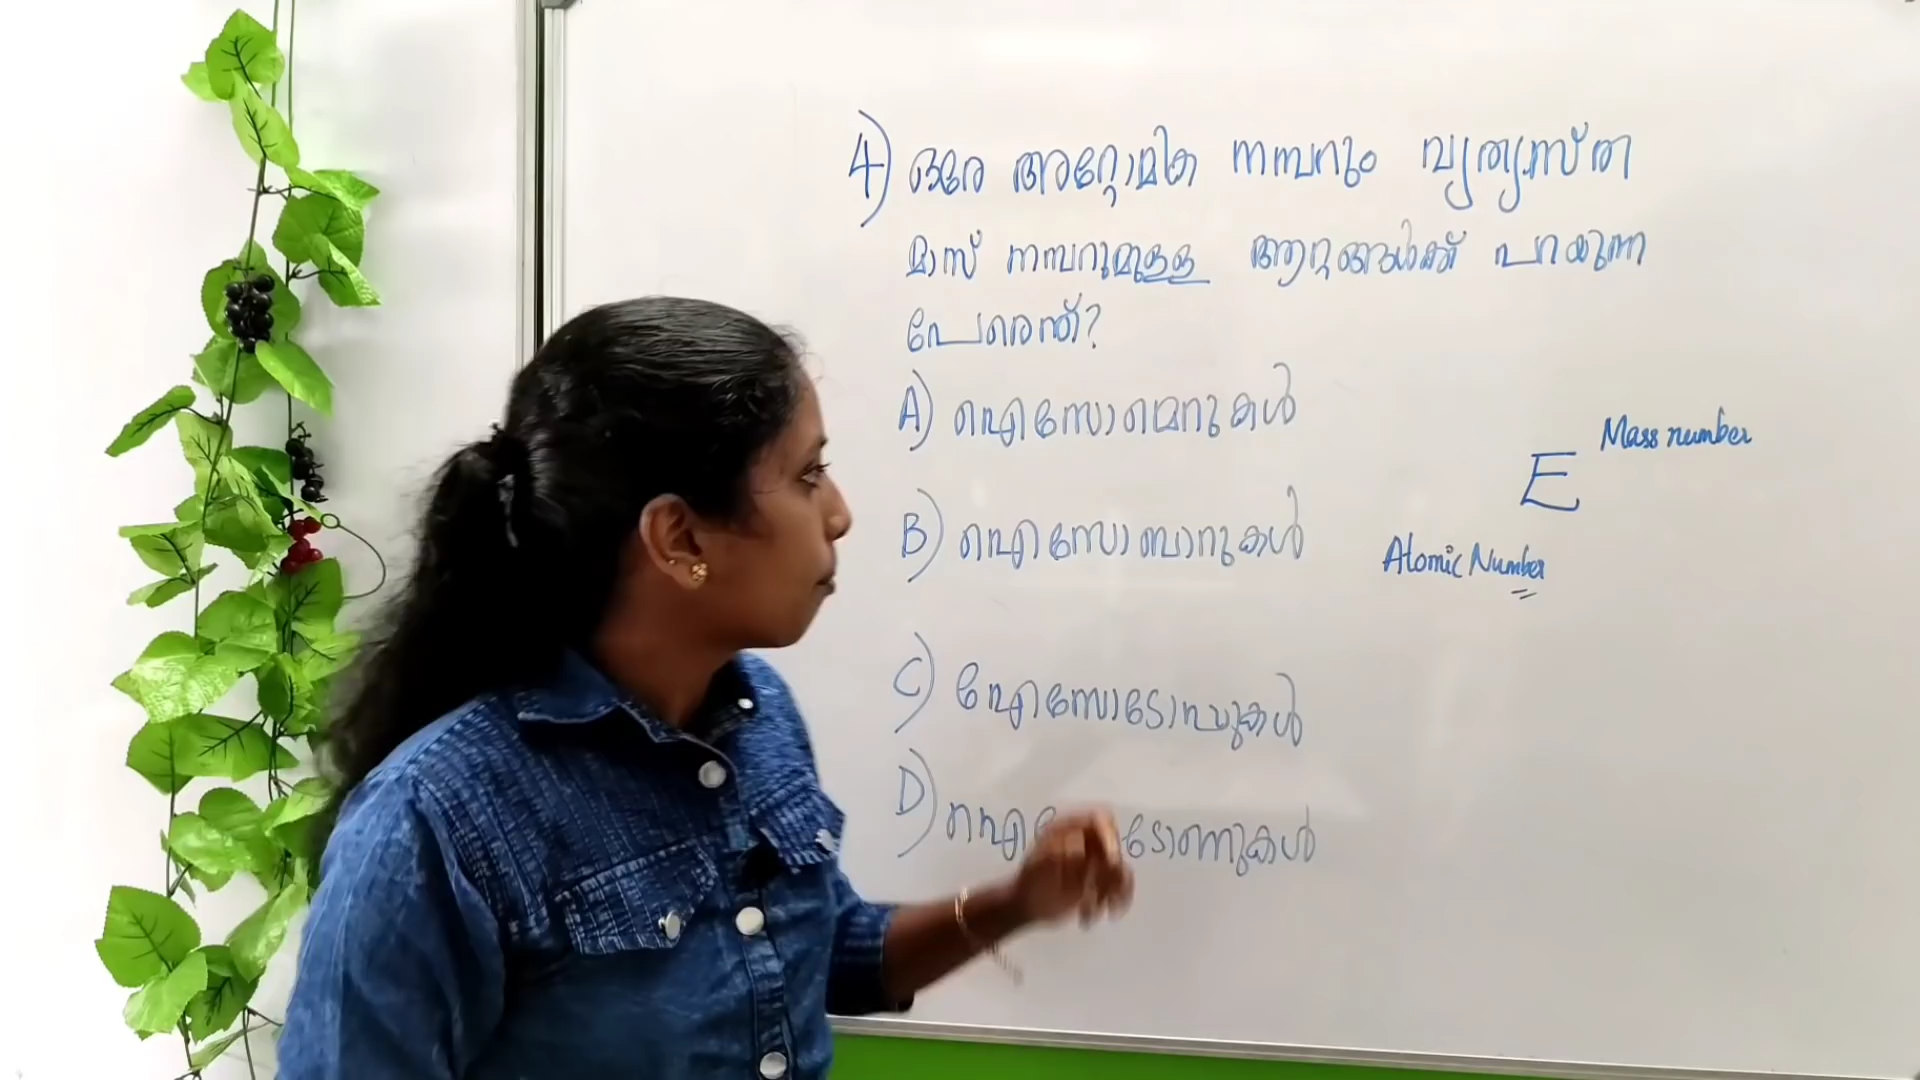 4) ഒരേ അറ്റോമിക നമ്പറും വ്യത്യസ്ത
മാസ് നമ്പറുമുള്ള ആറ്റങ്ങൾക്ക് പറയുന്ന
പേരെന്ത്?
A) ഐസോമെറുകൾ
Mass number
E
B) ഐസോബാറുകൾ
Atomic Number
C) ഐസോടോപ്പുകൾ
D)